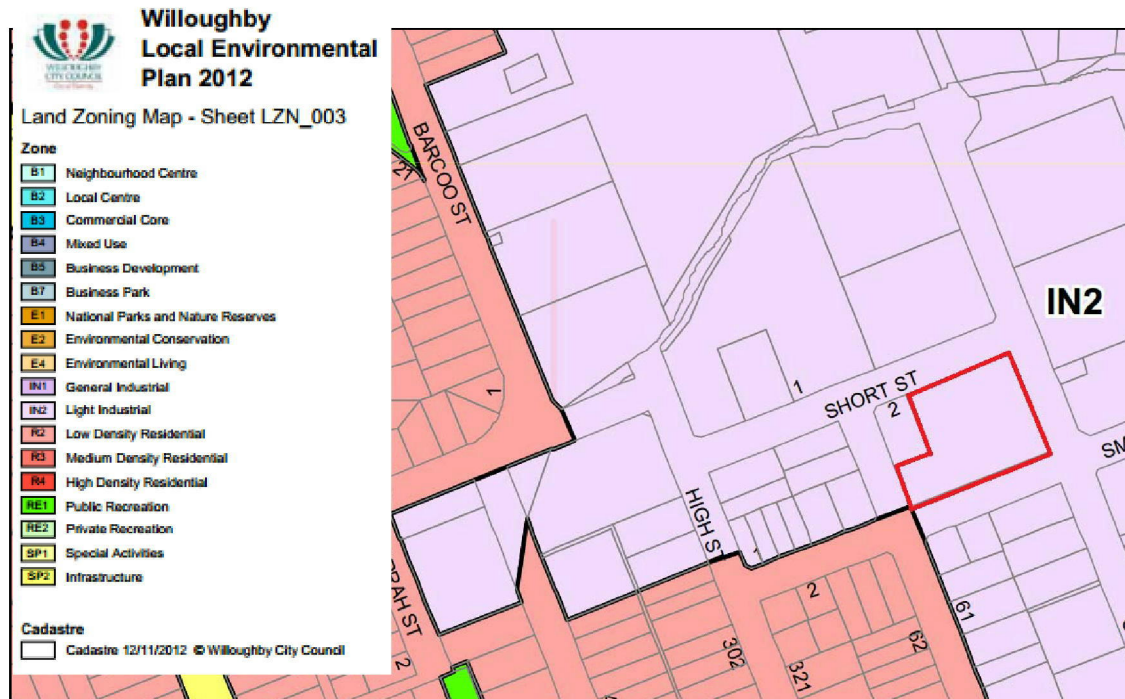 Willoughby
Local Environmental
Plan 2012
WILLOUGHBY
CITY COUNCIL
Land Zoning Map - Sheet LZN_003
Zone
B1 Neighbourhood Centre
B2 Local Centre
B3 Commercial Core
B4 Mixed Use
B5 Business Development
B7 Business Park
E1 National Parks and Nature Reserves
E2 Environmental Conservation
E4 Environmental Living
IN1 General Industrial
IN2 Light Industrial
R2 Low Density Residential
R3 Medium Density Residential
R4 High Density Residential
RE1 Public Recreation
RE2 Private Recreation
SP1 Special Activities
SP2 Infrastructure
Cadastre
Cadastre 12/11/2012 © Willoughby City Council
BARCOO ST
21
IN2
1
SHORT ST
2
SM
HIGH ST
RAH ST
2
2
61
62
302
321